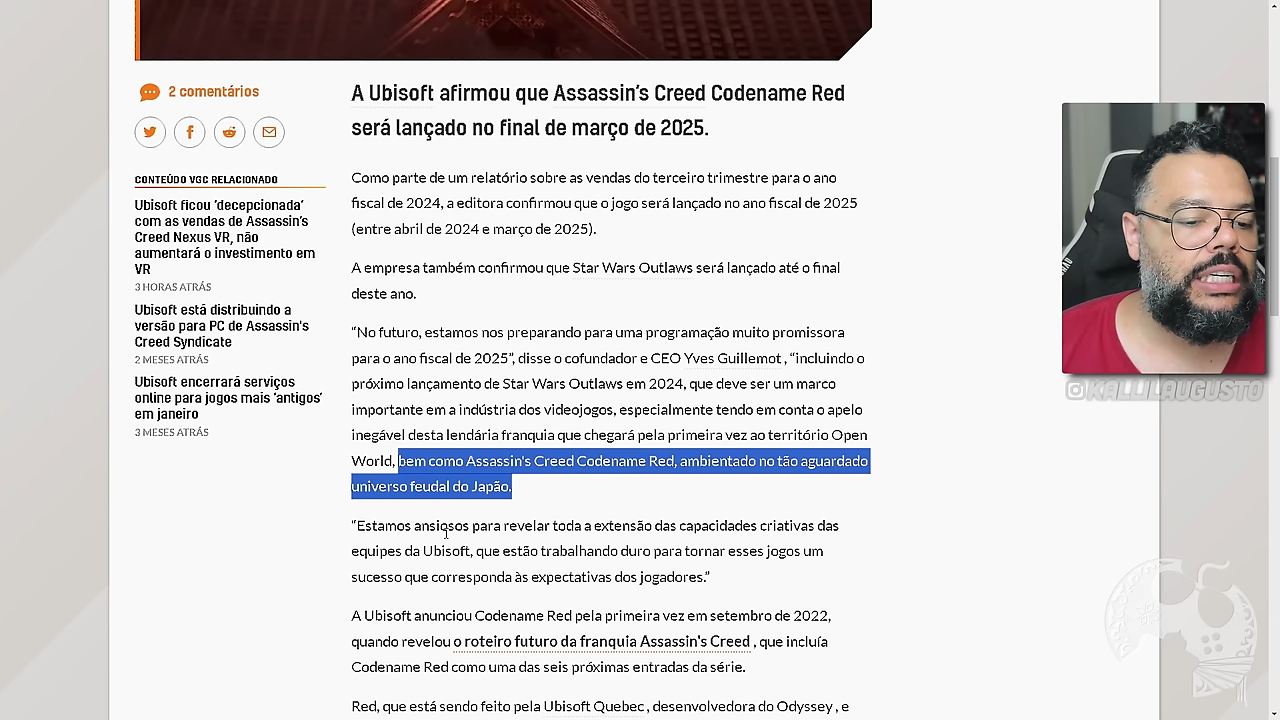 2 comentários
CONTEÚDO VGC RELACIONADO
Ubisoft ficou ‘decepcionada’
com as vendas de Assassin’s
Creed Nexus VR, não
aumentará o investimento em
VR
3 HORAS ATRÁS
Ubisoft está distribuindo a
versão para PC de Assassin's
Creed Syndicate
2 MESES ATRÁS
Ubisoft encerrará serviços
online para jogos mais ‘antigos’
em janeiro
3 MESES ATRÁS
A Ubisoft afirmou que Assassin’s Creed Codename Red
será lançado no final de março de 2025.
Como parte de um relatório sobre as vendas do terceiro trimestre para o ano
fiscal de 2024, a editora confirmou que o jogo será lançado no ano fiscal de 2025
(entre abril de 2024 e março de 2025).
A empresa também confirmou que Star Wars Outlaws será lançado até o final
deste ano.
“No futuro, estamos nos preparando para uma programação muito promissora
para o ano fiscal de 2025”, disse o cofundador e CEO Yves Guillemot , “incluindo o
próximo lançamento de Star Wars Outlaws em 2024, que deve ser um marco
importante em a indústria dos videojogos, especialmente tendo em conta o apelo
inegável desta lendária franquia que chegará pela primeira vez ao território Open
World, bem como Assassin's Creed Codename Red, ambientado no tão aguardado
universo feudal do Japão.
“Estamos ansiosos para revelar toda a extensão das capacidades criativas das
equipes da Ubisoft, que estão trabalhando duro para tornar esses jogos um
sucesso que corresponda às expectativas dos jogadores.”
A Ubisoft anunciou Codename Red pela primeira vez em setembro de 2022,
quando revelou o roteiro futuro da franquia Assassin's Creed , que incluía
Codename Red como uma das seis próximas entradas da série.
Red, que está sendo feito pela Ubisoft Quebec , desenvolvedora do Odyssey , e
@KALLILAUGUSTO